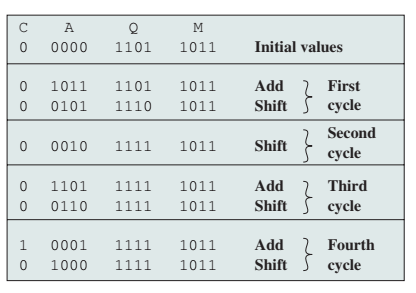 C A Q M
0 0000 1101 1011 Initial values
0 1011 1101 1011 Add First
0 0101 1110 1011 Shift cycle
0 0010 1111 1011 Shift Second
cycle
0 1101 1111 1011 Add Third
0 0110 1111 1011 Shift cycle
1 0001 1111 1011 Add Fourth
0 1000 1111 1011 Shift cycle